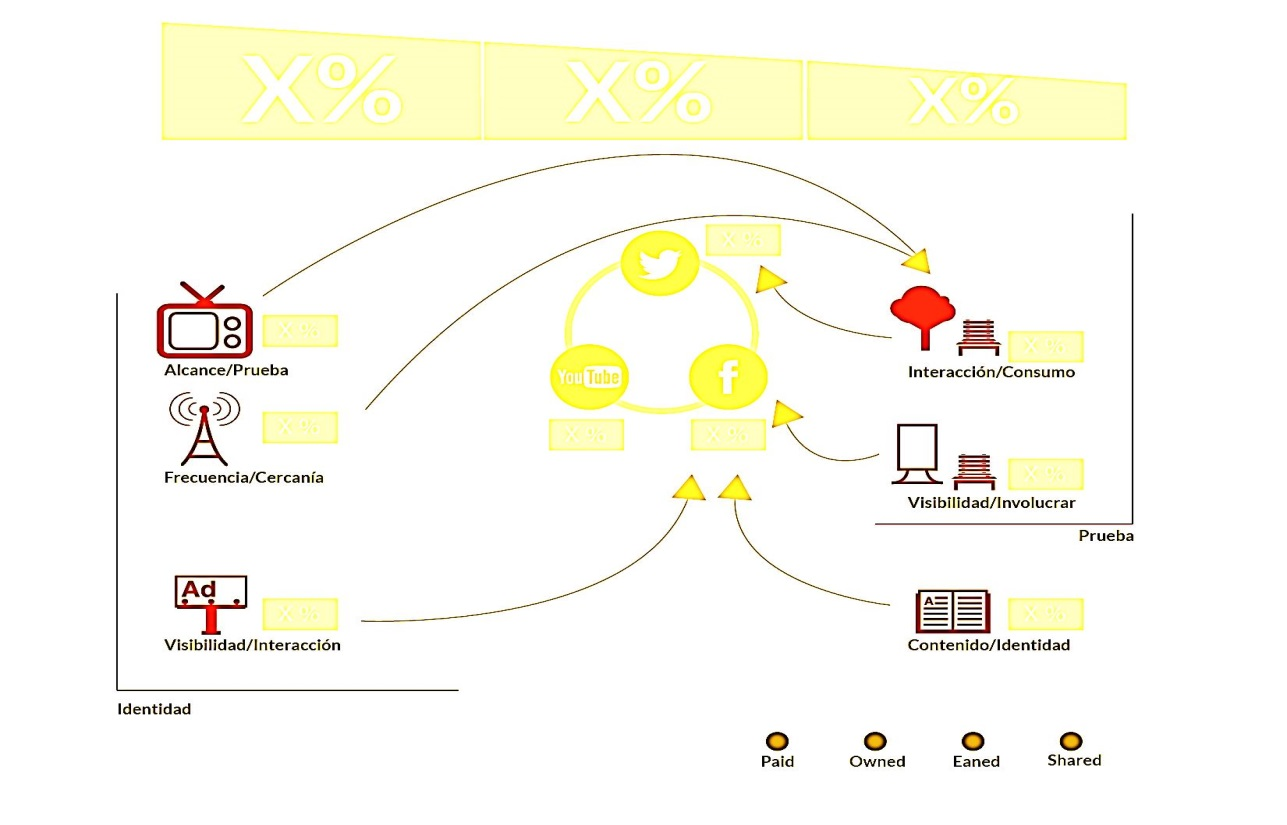 X% X% X%
X %
YouTube
f
X %
Alcance/Prueba
X %
Interacción/Consumo
X %
Frecuencia/Cercanía
X % X %
X %
Visibilidad/Involucrar
Prueba
Ad
X %
Visibilidad/Interacción
A
X %
Contenido/Identidad
Identidad
Paid Owned Eaned Shared